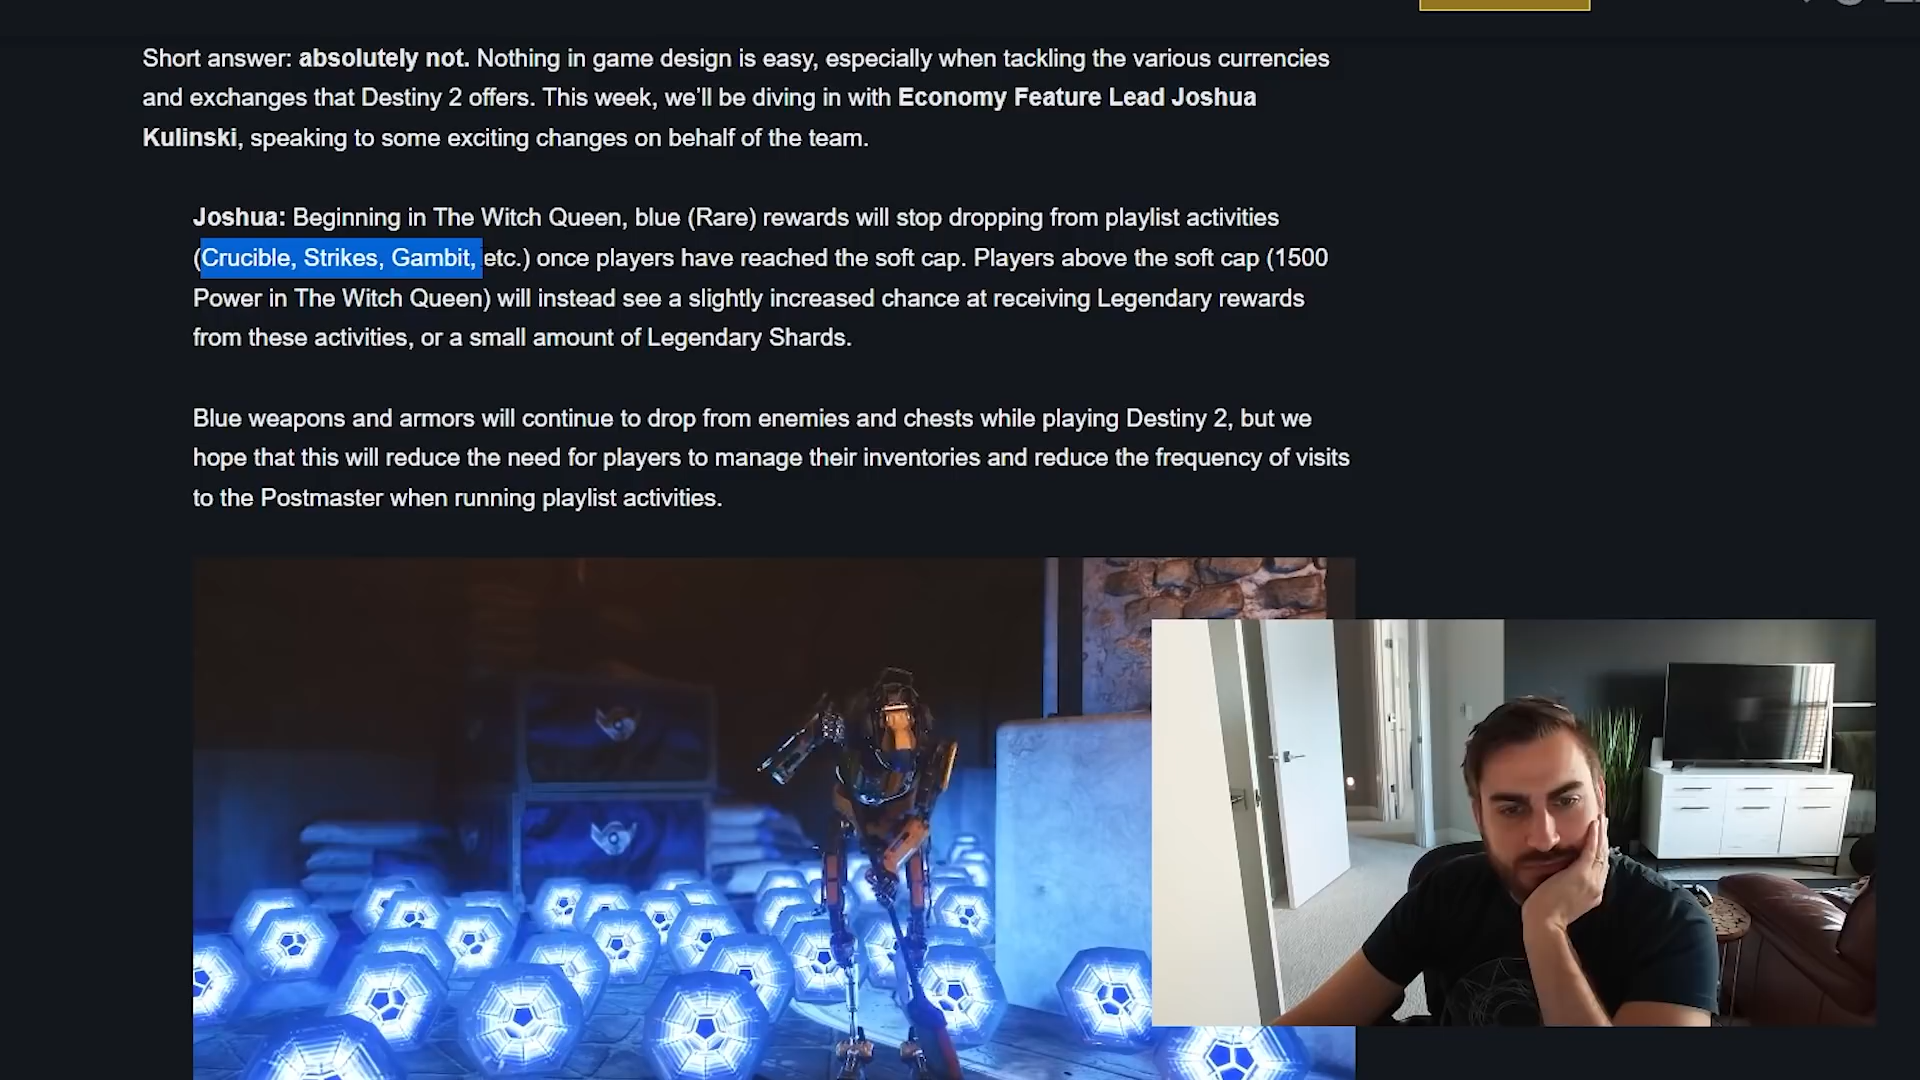 Short answer: absolutely not. Nothing in game design is easy, especially when tackling the various currencies
and exchanges that Destiny 2 offers. This week, we'll be diving in with Economy Feature Lead Joshua
Kulinski, speaking to some exciting changes on behalf of the team.
Joshua: Beginning in The Witch Queen, blue (Rare) rewards will stop dropping from playlist activities
(Crucible, Strikes, Gambit, etc.) once players have reached the soft cap. Players above the soft cap (1500
Power in The Witch Queen) will instead see a slightly increased chance at receiving Legendary rewards
from these activities, or a small amount of Legendary Shards.
Blue weapons and armors will continue to drop from enemies and chests while playing Destiny 2, but we
hope that this will reduce the need for players to manage their inventories and reduce the frequency of visits
to the Postmaster when running playlist activities.